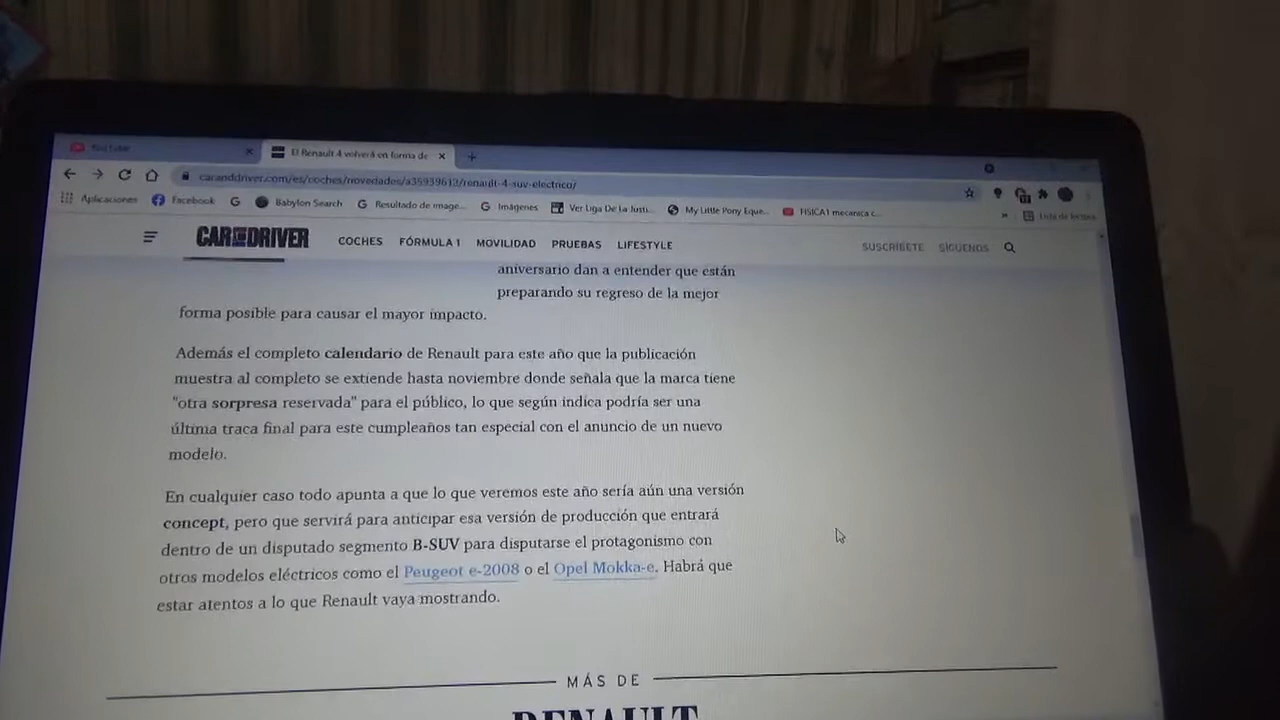 YouTube
El Renault 4 volverá en forma de
caranddriver.com/es/coches/novedades/a35939612/renault-4-suv-electrico/
Aplicaciones
Facebook
Babylon Search
Resultado de image...
Imágenes
Ver Liga De La Justi...
My Little Pony Eque...
FISICA1 mecanica c...
»
Lista de lectura
CAR AND DRIVER
COCHES
FÓRMULA 1
MOVILIDAD
PRUEBAS
LIFESTYLE
SUSCRÍBETE
SÍGUENOS
aniversario dan a entender que están
preparando su regreso de la mejor
forma posible para causar el mayor impacto.
Además el completo calendario de Renault para este año que la publicación
muestra al completo se extiende hasta noviembre donde señala que la marca tiene
"otra sorpresa reservada" para el público, lo que según indica podría ser una
última traca final para este cumpleaños tan especial con el anuncio de un nuevo
modelo.
En cualquier caso todo apunta a que lo que veremos este año sería aún una versión
concept, pero que servirá para anticipar esa versión de producción que entrará
dentro de un disputado segmento B-SUV para disputarse el protagonismo con
otros modelos eléctricos como el Peugeot e-2008 o el Opel Mokka-e. Habrá que
estar atentos a lo que Renault vaya mostrando.
MÁS DE
RENAULT